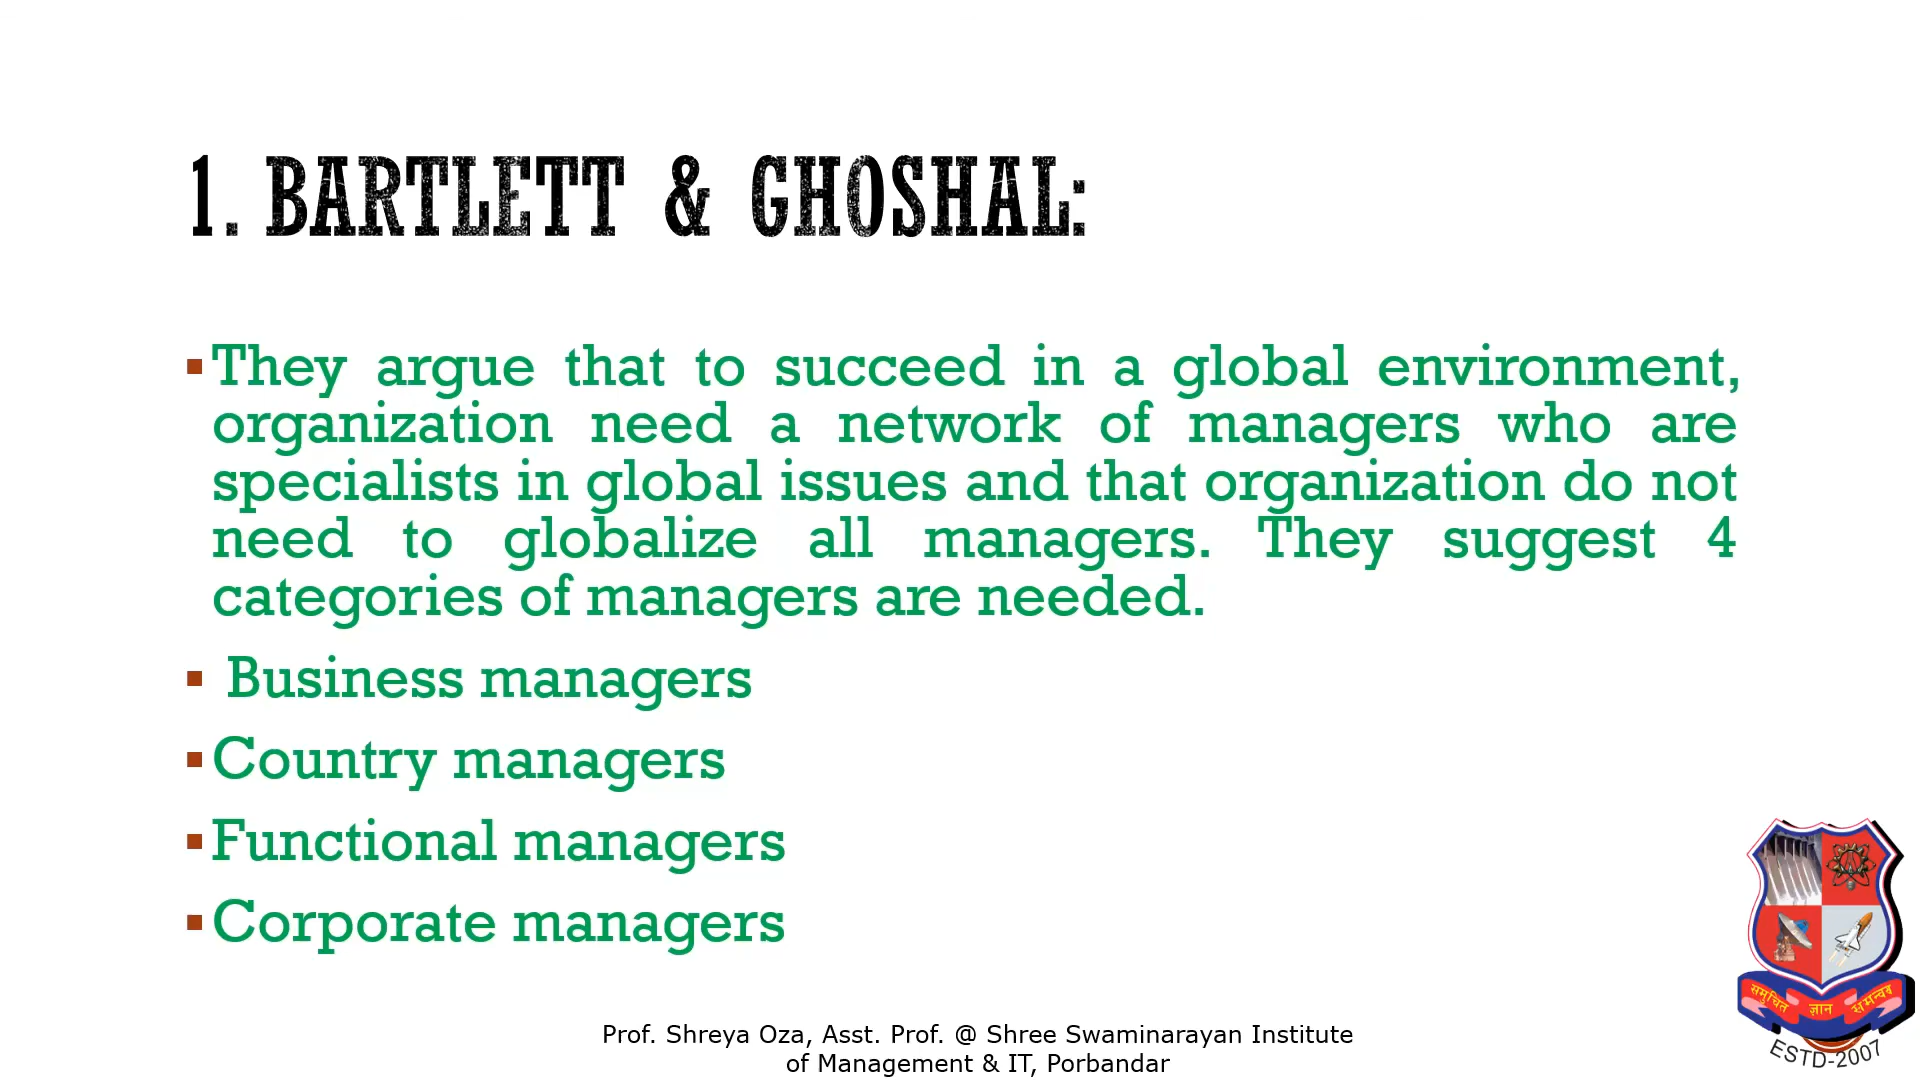 1. BARTLETT & GHOSHAL:
▪They argue that to succeed in a global environment,
organization need a network of managers who are
specialists in global issues and that organization do not
need to globalize all managers. They suggest 4
categories of managers are needed.
▪ Business managers
▪Country managers
▪Functional managers
▪Corporate managers
समुचित ज्ञान समन्वय
ESTD-2007
Prof. Shreya Oza, Asst. Prof. @ Shree Swaminarayan Institute
of Management & IT, Porbandar